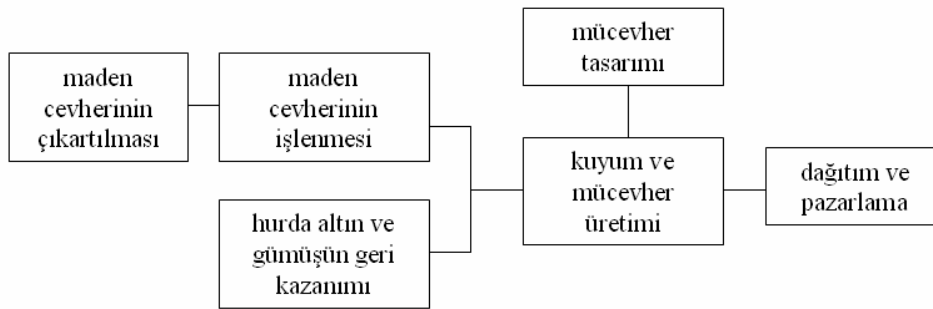 maden
cevherinin
çıkartılması
maden
cevherinin
işlenmesi
hurda altın ve
gümüşün geri
kazanımı
mücevher
tasarımı
kuyum ve
mücevher
üretimi
dağıtım ve
pazarlama